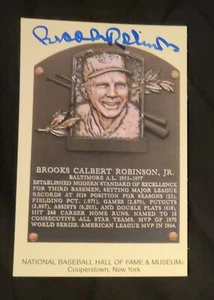 Brooks Robinson
BROOKS CALBERT ROBINSON, JR.
BALTIMORE A.L. 1955-1977
ESTABLISHED MODERN STANDARD OF EXCELLENCE
FOR THIRD BASEMEN, SETTING MAJOR LEAGUE
RECORDS AT HIS POSITION FOR SEASONS (23),
FIELDING PCT. (.971), GAMES (2,870), PUTOUTS
(2,697), ASSISTS (6,205), AND DOUBLE PLAYS (618).
HIT 268 CAREER HOME RUNS. NAMED TO 18
CONSECUTIVE ALL STAR TEAMS. MVP OF 1970
WORLD SERIES. AMERICAN LEAGUE MVP IN 1964.
NATIONAL BASEBALL HALL OF FAME & MUSEUM
Cooperstown, New York